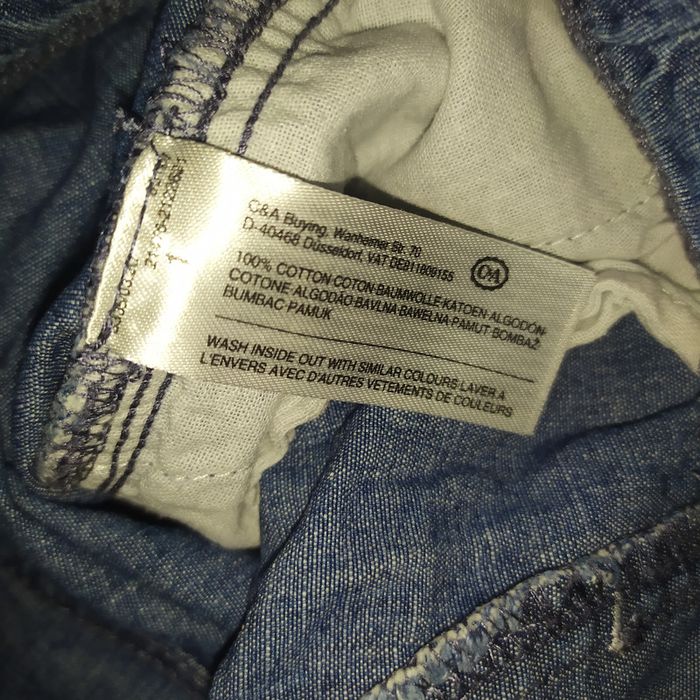 C&A Buying, Wanheimer Str. 70
D-40468 Düsseldorf, VAT DE811809155
C&A
100% COTTON·COTON·BAUMWOLLE·KATOEN·ALGODÓN·
COTONE·ALGODÃO·BAVLNA·BAWEŁNA·PAMUT·BOMBAŽ
BUMBAC·PAMUK
WASH INSIDE OUT WITH SIMILAR COLOURS LAVER A
L'ENVERS AVEC D'AUTRES VETEMENTS DE COULEURS